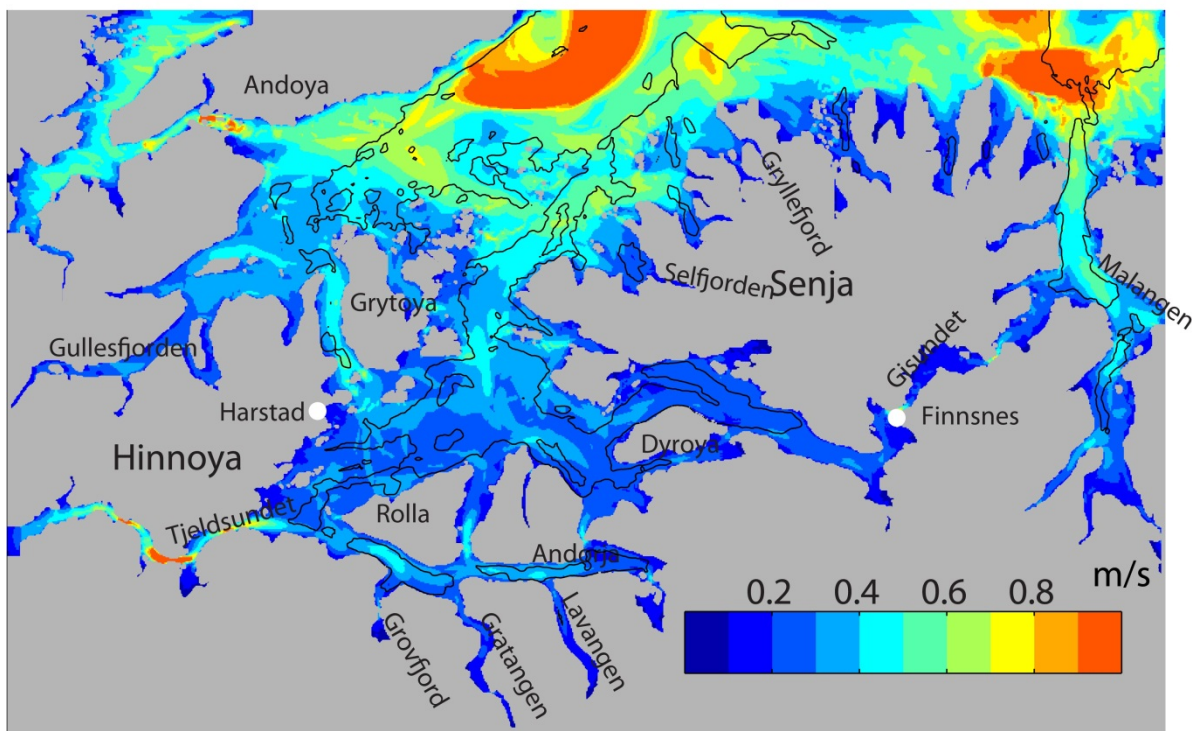 Andoya
Gryllefjord
Selfjorden
Senja
Malangen
Grytoya
Gullesfjorden
Gisundet
Harstad
Finnsnes
Hinnoya
Dyroya
Rolla
Tjeldsundet
Andorja
m/s
0.2 0.4 0.6 0.8
Grovfjord
Gratangen
Lavangen